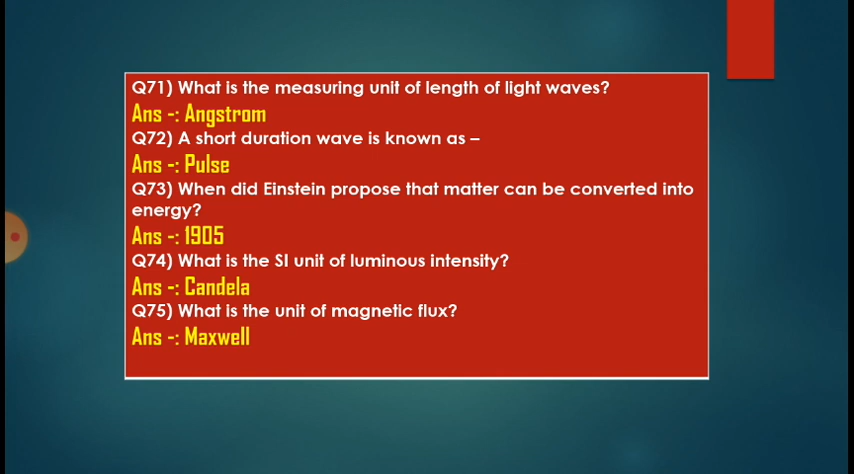 Q71) What is the measuring unit of length of light waves?
Ans -: Angstrom
Q72) A short duration wave is known as –
Ans -: Pulse
Q73) When did Einstein propose that matter can be converted into
energy?
Ans -: 1905
Q74) What is the SI unit of luminous intensity?
Ans -: Candela
Q75) What is the unit of magnetic flux?
Ans -: Maxwell